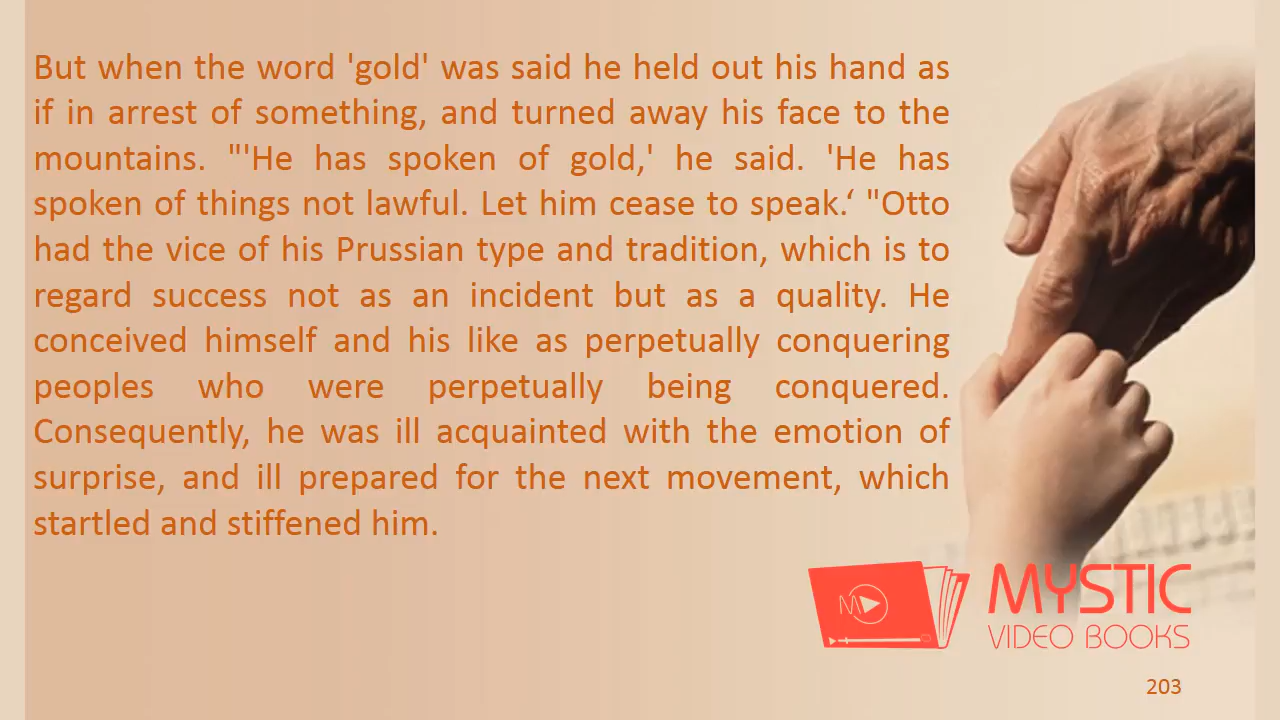 But when the word 'gold' was said he held out his hand as
if in arrest of something, and turned away his face to the
mountains. "'He has spoken of gold,' he said. 'He has
spoken of things not lawful. Let him cease to speak.‘ "Otto
had the vice of his Prussian type and tradition, which is to
regard success not as an incident but as a quality. He
conceived himself and his like as perpetually conquering
peoples who were perpetually being conquered.
Consequently, he was ill acquainted with the emotion of
surprise, and ill prepared for the next movement, which
startled and stiffened him.
MYSTIC
VIDEO BOOKS
203